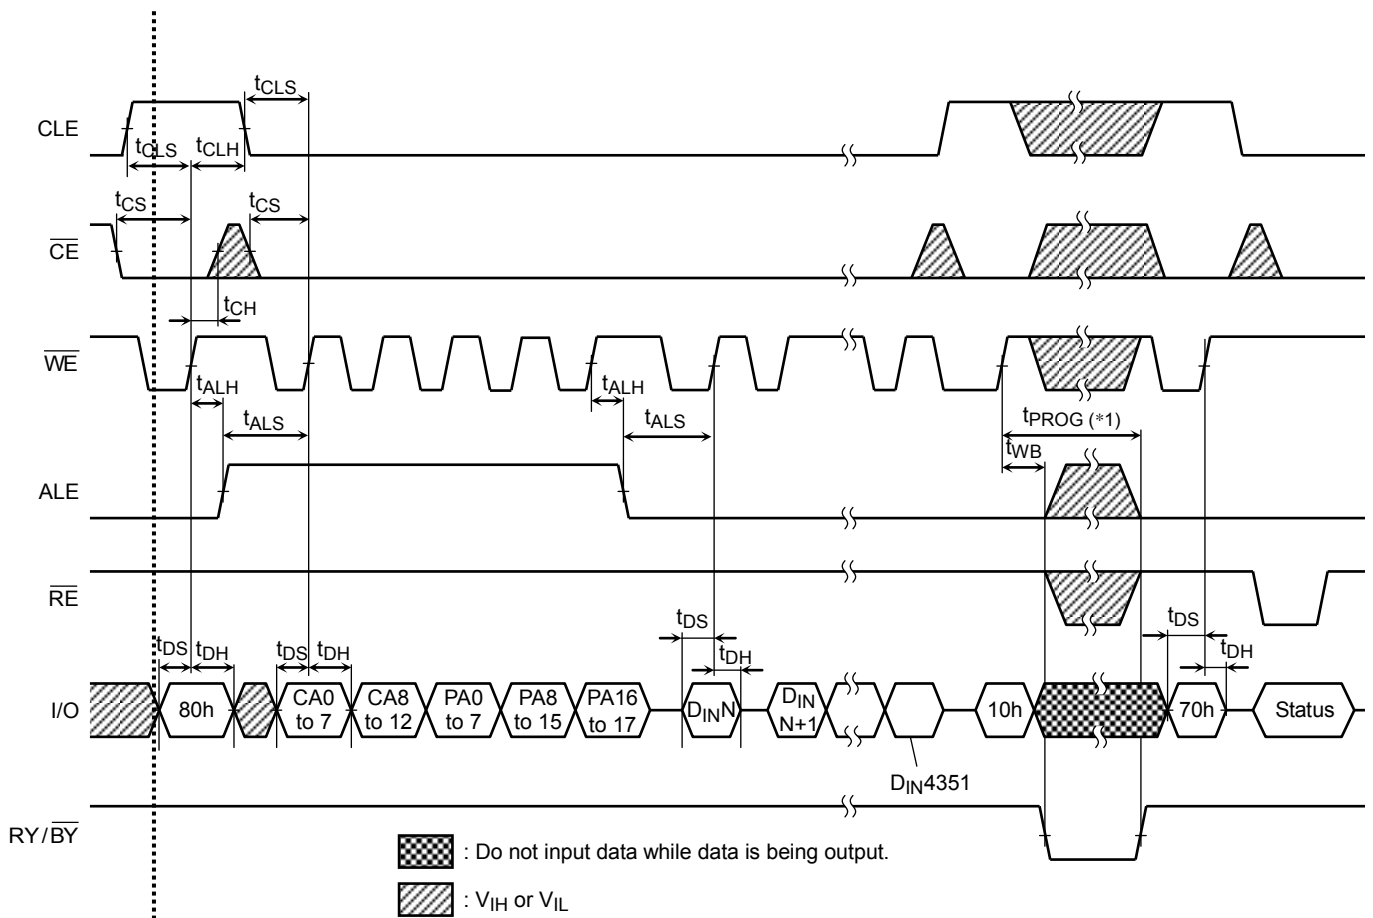 tCLS
CLE
tCLS
tCLH
tCS
tCS
CE
tCH
WE
tALH
tALH
tALS
tALS
tPROG (*1)
tWB
ALE
RE
tDS
tDH
tDS
tDH
tDS
tDH
tDS
tDH
I/O
80h
CA0
to 7
CA8
to 12
PA0
to 7
PA8
to 15
PA16
to 17
DINN
DIN
N+1
10h
70h
Status
DIN4351
RY/BY
: Do not input data while data is being output.
: VIH or VIL